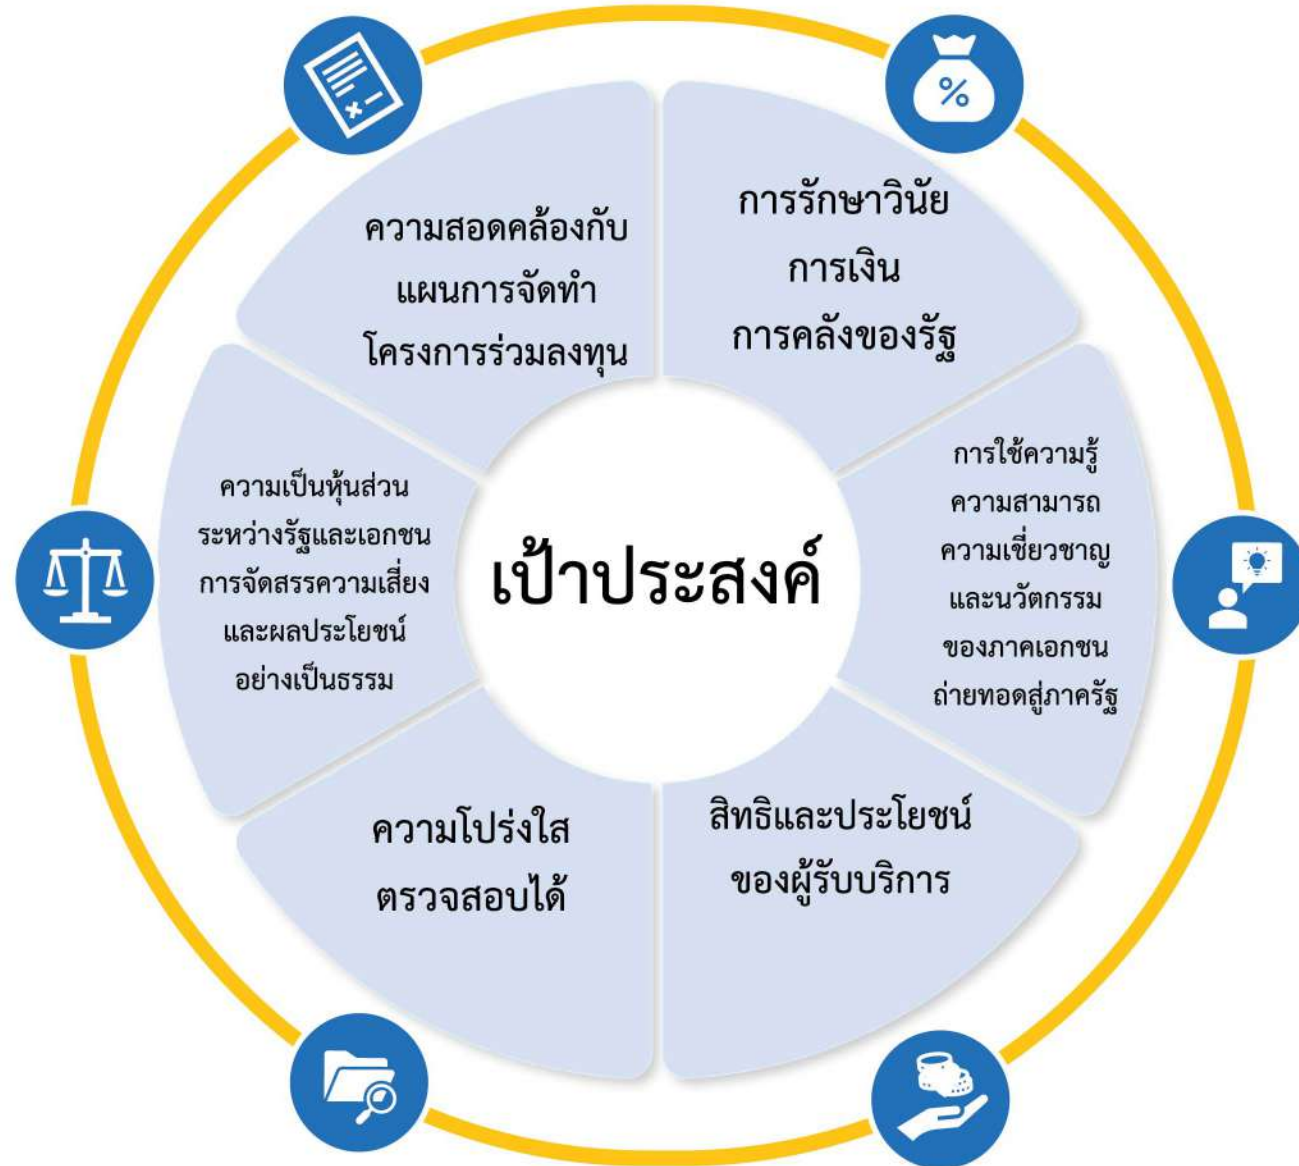 ความสอดคล้องกับ
แผนการจัดทำ
โครงการร่วมลงทุน
การรักษาวินัย
การเงิน
การคลังของรัฐ
ความเป็นหุ้นส่วน
ระหว่างรัฐและเอกชน
การจัดสรรความเสี่ยง
และผลประโยชน์
อย่างเป็นธรรม
เป้าประสงค์
การใช้ความรู้
ความสามารถ
ความเชี่ยวชาญ
และนวัตกรรม
ของภาคเอกชน
ถ่ายทอดสู่ภาครัฐ
ความโปร่งใส
ตรวจสอบได้
สิทธิและประโยชน์
ของผู้รับบริการ
%